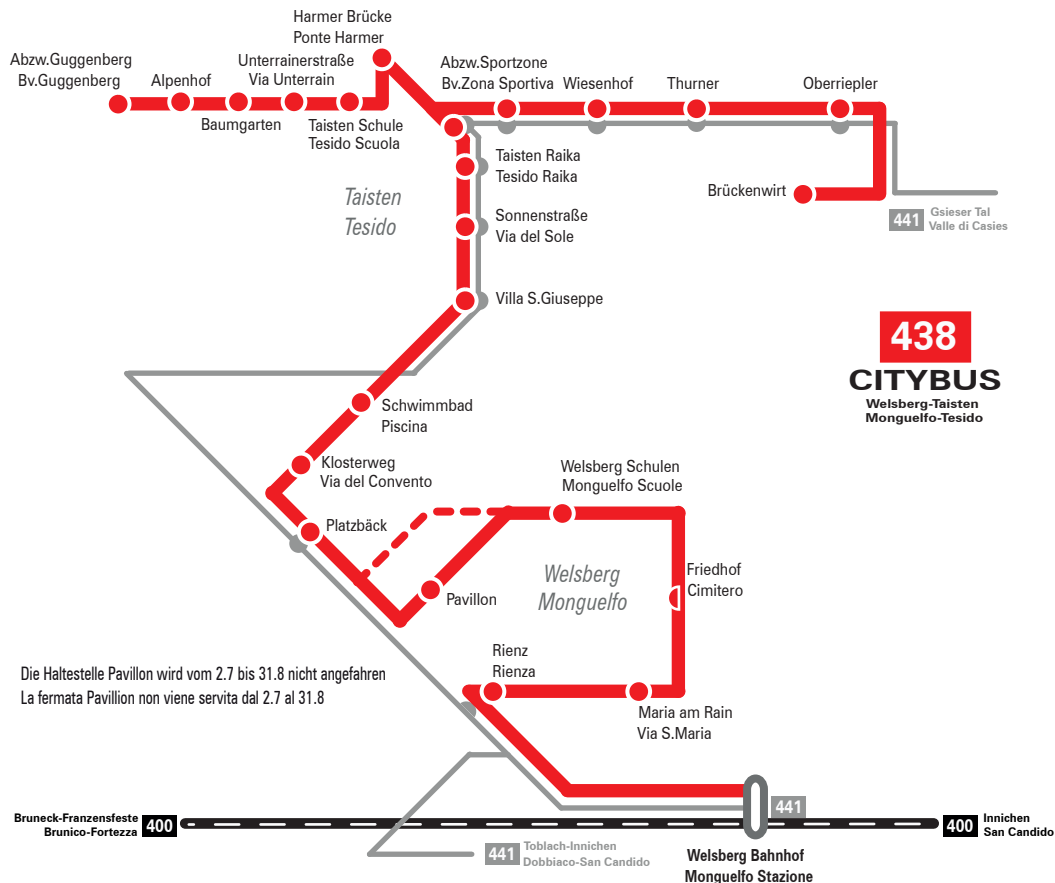 Harmer Brücke
Ponte Harmer
Abzw.Guggenberg
Bv.Guggenberg
Alpenhof
Baumgarten
Unterrainerstraße
Via Unterrain
Taisten Schule
Tesido Scuola
Abzw.Sportzone
Bv.Zona Sportiva
Wiesenhof
Thurner
Oberriepler
Brückenwirt
441
Gsieser Tal
Valle di Casies
Taisten
Tesido
Taisten Raika
Tesido Raika
Sonnenstraße
Via del Sole
Villa S.Giuseppe
438
CITYBUS
Welsberg-Taisten
Monguelfo-Tesido
Schwimmbad
Piscina
Klosterweg
Via del Convento
Platzbäck
Welsberg Schulen
Monguelfo Scuole
Pavillon
Welsberg
Monguelfo
Friedhof
Cimitero
Rienz
Rienza
Maria am Rain
Via S.Maria
Die Haltestelle Pavillon wird vom 2.7 bis 31.8 nicht angefahren
La fermata Pavillion non viene servita dal 2.7 al 31.8
441
Bruneck-Franzensfeste
Brunico-Fortezza
400
400
Innichen
San Candido
441
Toblach-Innichen
Dobbiaco-San Candido
Welsberg Bahnhof
Monguelfo Stazione